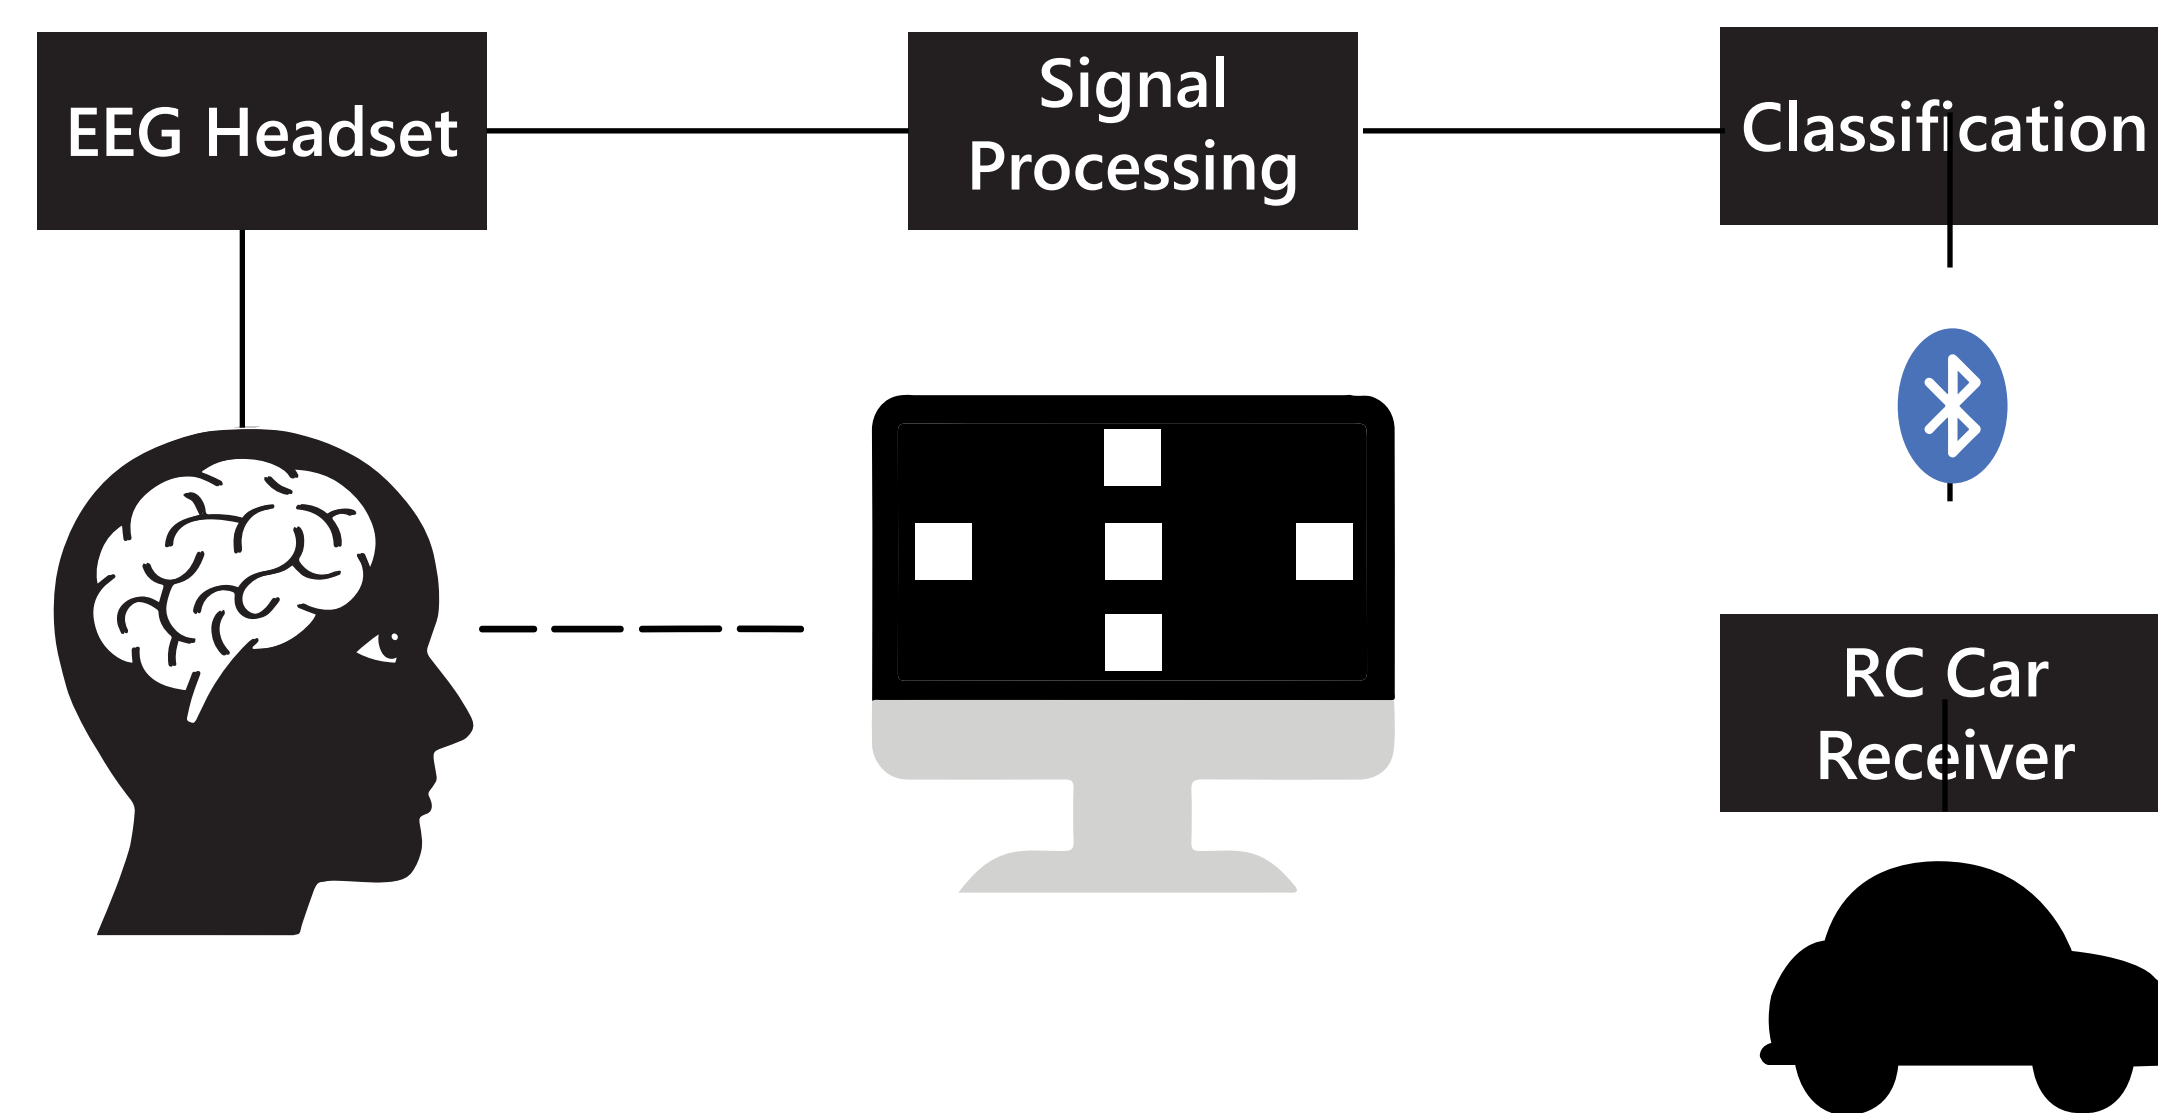 EEG Headset
Signal
Processing
Classification
RC Car
Receiver